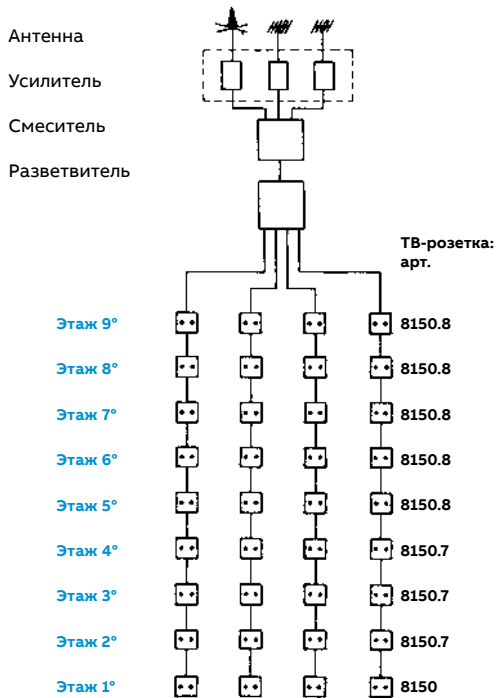 Антенна
Усилитель
Смеситель
Разветвитель
ТВ-розетка:
арт.
Этаж 9° 8150.8
Этаж 8° 8150.8
Этаж 7° 8150.8
Этаж 6° 8150.8
Этаж 5° 8150.8
Этаж 4° 8150.7
Этаж 3° 8150.7
Этаж 2° 8150.7
Этаж 1° 8150